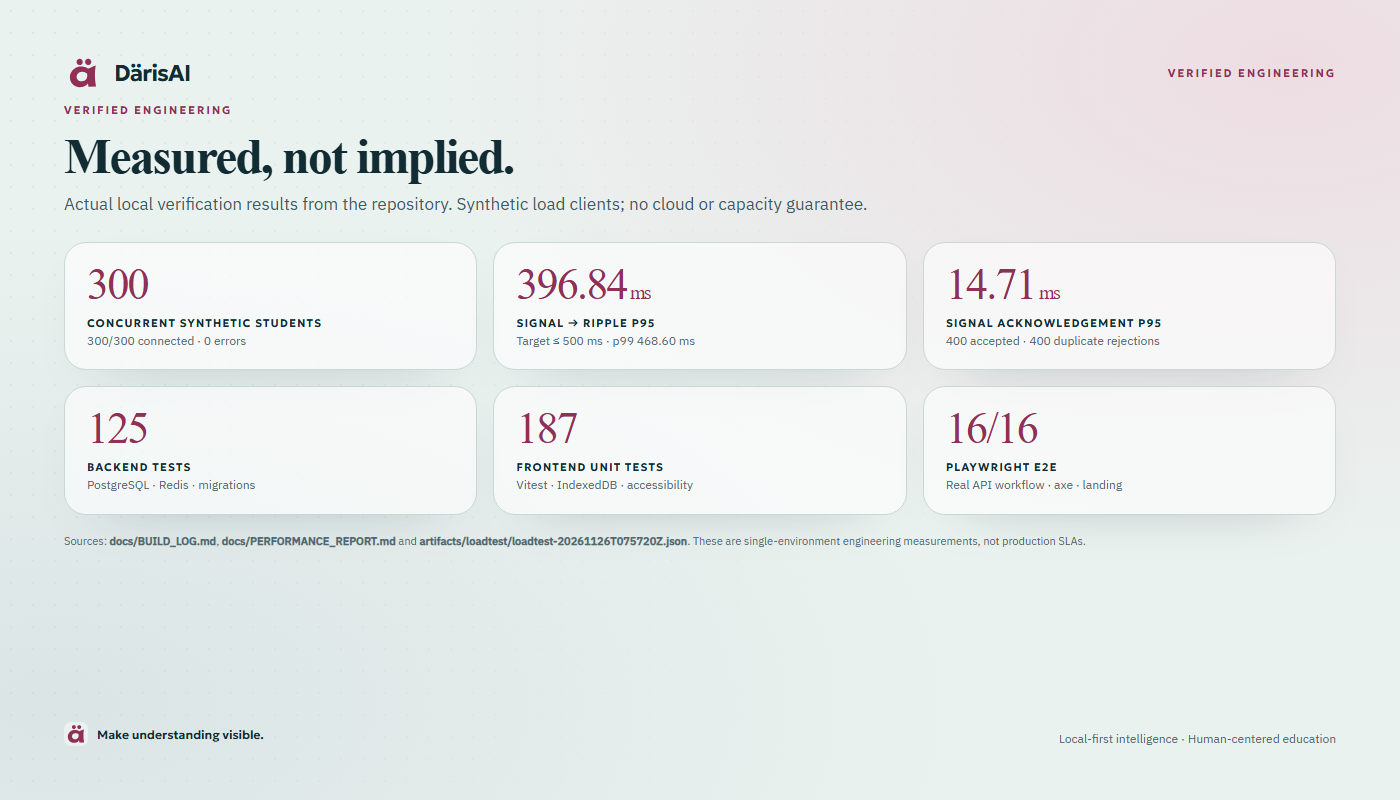 DärisAI
VERIFIED ENGINEERING
VERIFIED ENGINEERING
Measured, not implied.
Actual local verification results from the repository. Synthetic load clients; no cloud or capacity guarantee.
300
CONCURRENT SYNTHETIC STUDENTS
300/300 connected · 0 errors
396.84 ms
SIGNAL → RIPPLE P95
Target ≤ 500 ms · p99 468.60 ms
14.71 ms
SIGNAL ACKNOWLEDGEMENT P95
400 accepted · 400 duplicate rejections
125
BACKEND TESTS
PostgreSQL · Redis · migrations
187
FRONTEND UNIT TESTS
Vitest · IndexedDB · accessibility
16/16
PLAYWRIGHT E2E
Real API workflow · axe · landing
Sources: docs/BUILD_LOG.md, docs/PERFORMANCE_REPORT.md and artifacts/loadtest/loadtest-20261126T075720Z.json. These are single-environment engineering measurements, not production SLAs.
ä Make understanding visible.
Local-first intelligence · Human-centered education